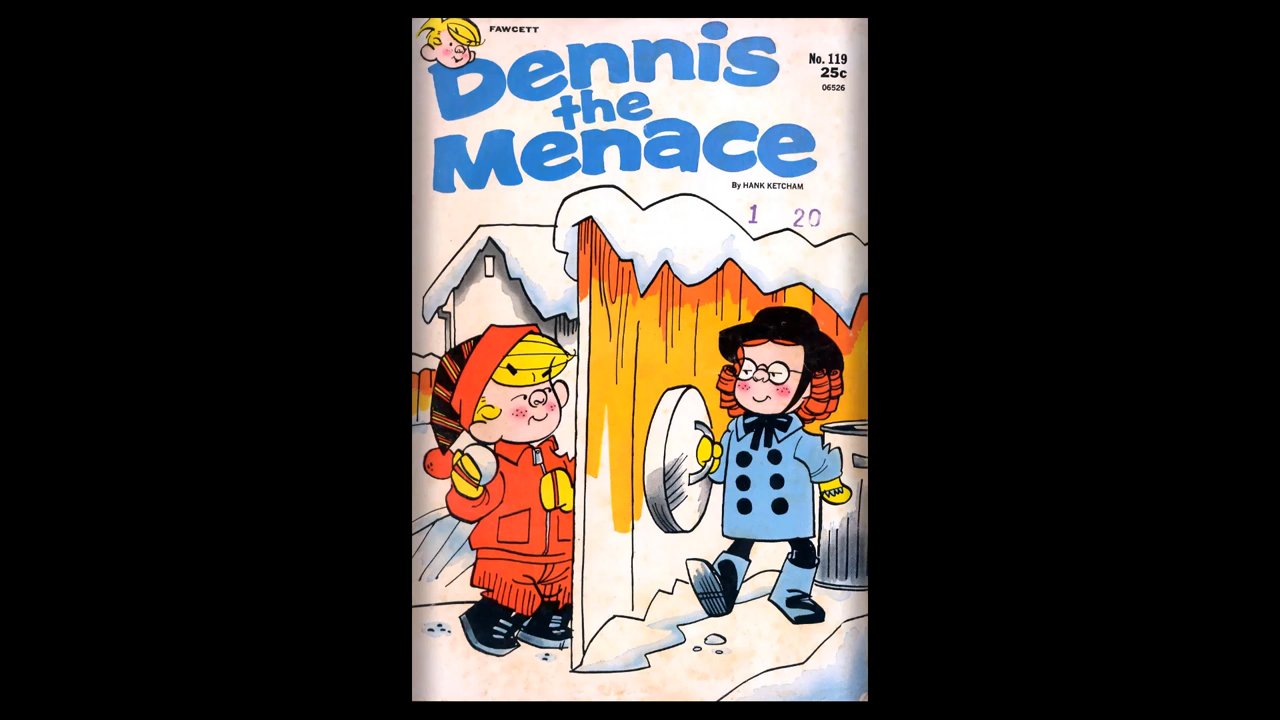 FAWCETT
Dennis
the
Menace
No. 119
25c
06526
By HANK KETCHAM
1 20